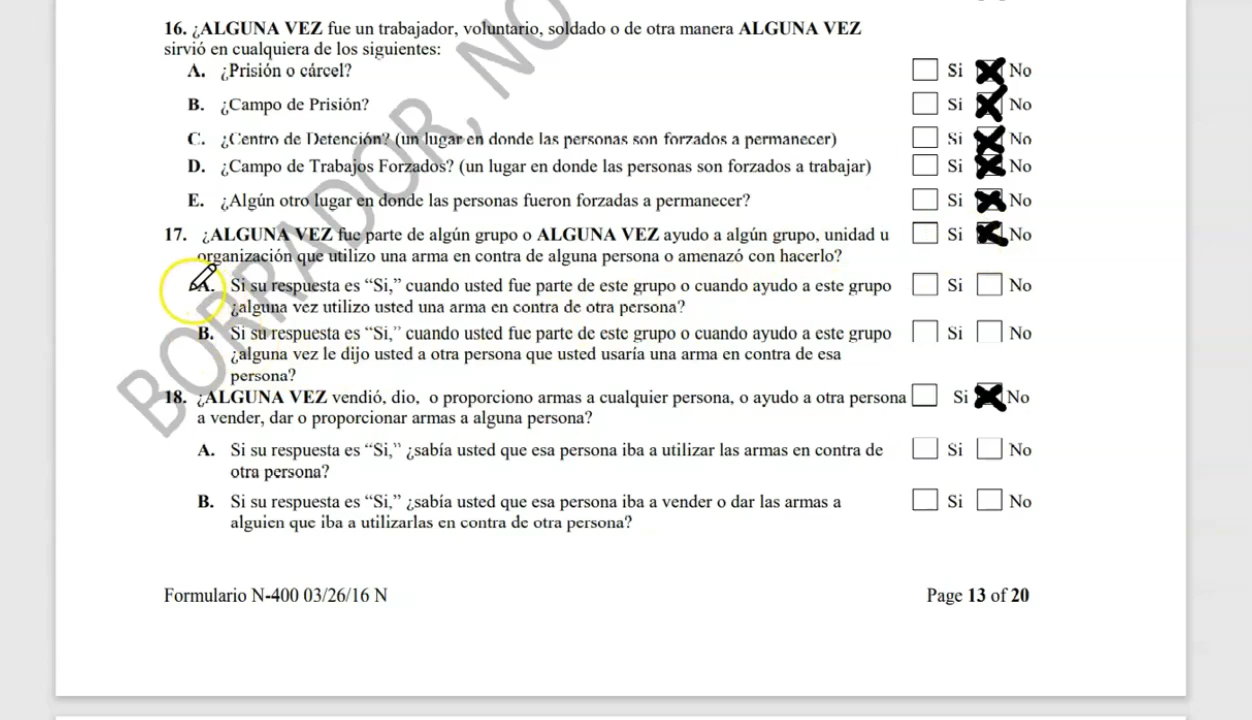 16. ¿ALGUNA VEZ fue un trabajador, voluntario, soldado o de otra manera ALGUNA VEZ
sirvió en cualquiera de los siguientes:
A. ¿Prisión o cárcel? Si No
B. ¿Campo de Prisión? Si No
C. ¿Centro de Detención? (un lugar en donde las personas son forzados a permanecer) Si No
D. ¿Campo de Trabajos Forzados? (un lugar en donde las personas son forzados a trabajar) Si No
E. ¿Algún otro lugar en donde las personas fueron forzadas a permanecer? Si No
17. ¿ALGUNA VEZ fue parte de algún grupo o ALGUNA VEZ ayudo a algún grupo, unidad u Si No
organización que utilizo una arma en contra de alguna persona o amenazó con hacerlo?
A. Si su respuesta es “Si,” cuando usted fue parte de este grupo o cuando ayudo a este grupo Si No
¿alguna vez utilizo usted una arma en contra de otra persona?
B. Si su respuesta es “Si,” cuando usted fue parte de este grupo o cuando ayudo a este grupo Si No
¿alguna vez le dijo usted a otra persona que usted usaría una arma en contra de esa
persona?
18. ¿ALGUNA VEZ vendió, dio, o proporciono armas a cualquier persona, o ayudo a otra persona Si No
a vender, dar o proporcionar armas a alguna persona?
A. Si su respuesta es “Si,” ¿sabía usted que esa persona iba a utilizar las armas en contra de Si No
otra persona?
B. Si su respuesta es “Si,” ¿sabía usted que esa persona iba a vender o dar las armas a Si No
alguien que iba a utilizarlas en contra de otra persona?
Formulario N-400 03/26/16 N Page 13 of 20
BORRADOR, NO